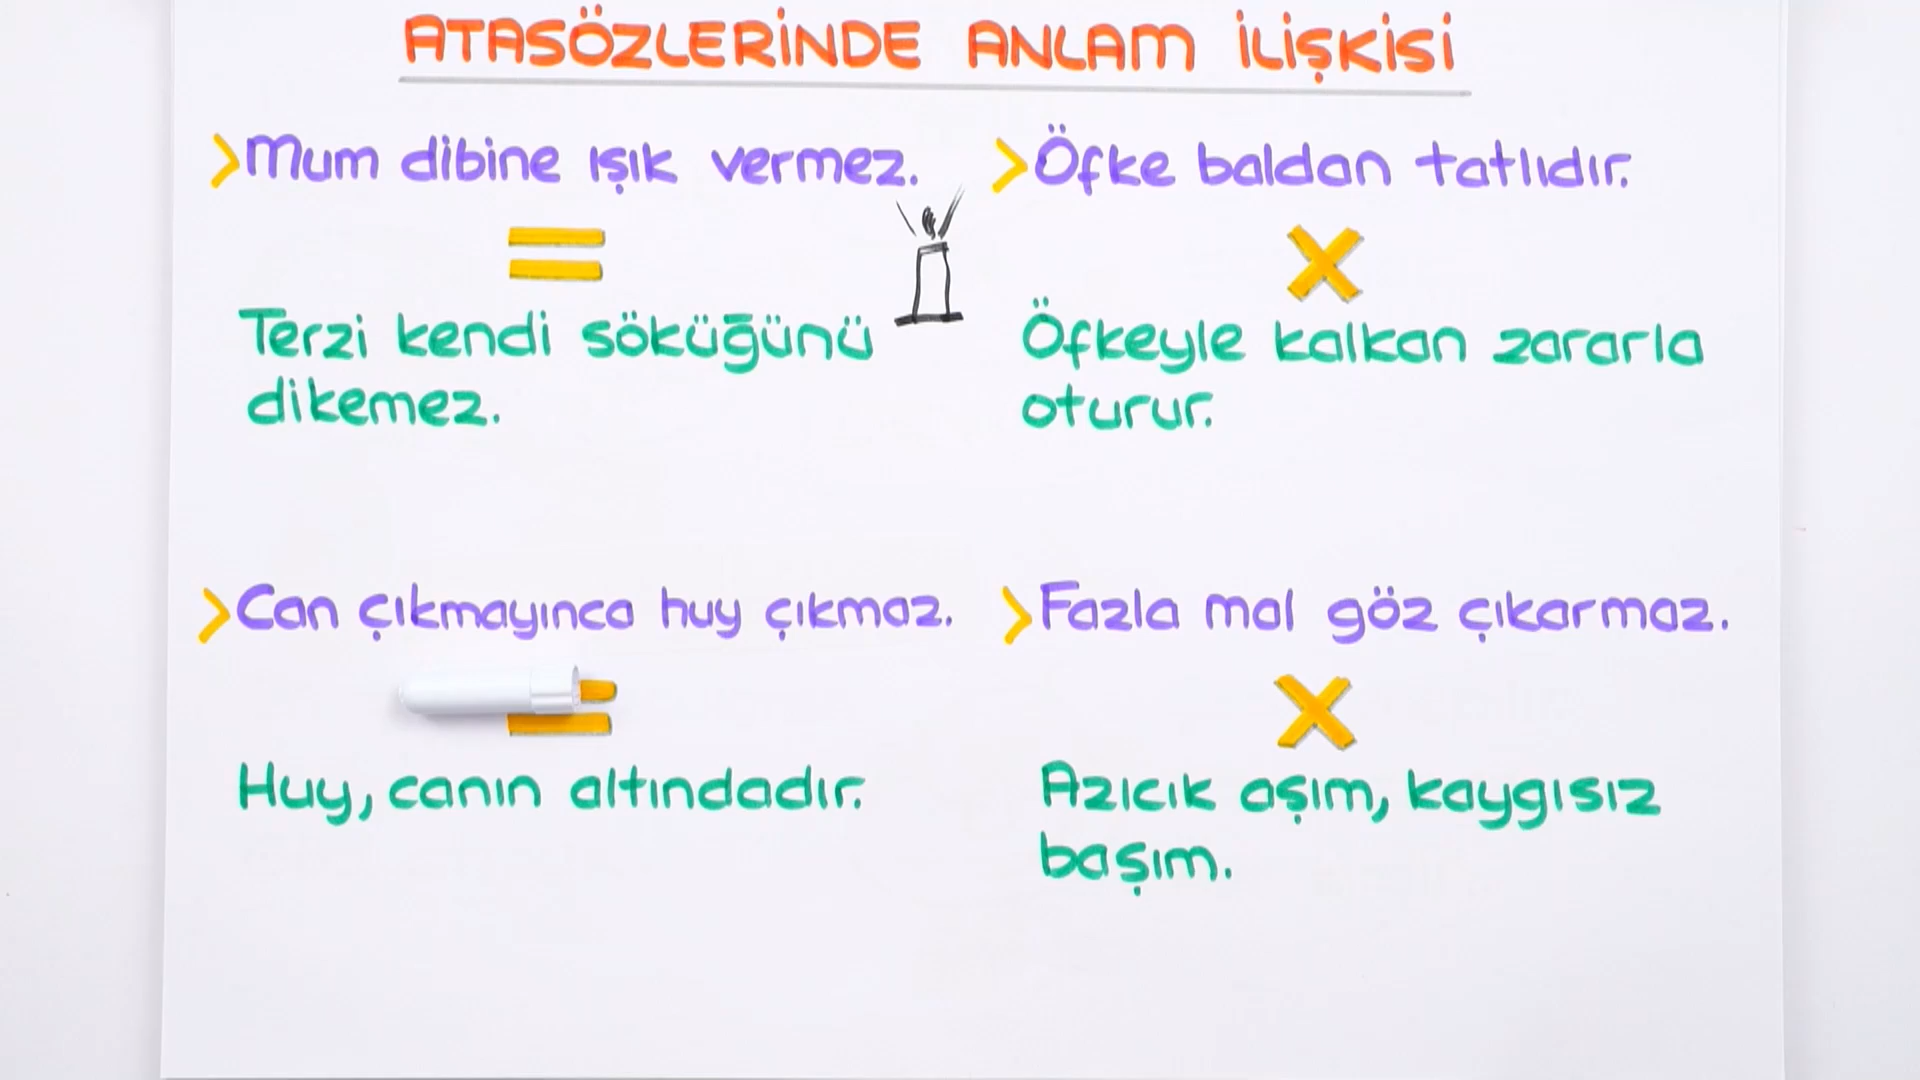 ATASÖZLERİNDE ANLAM İLİŞKİSİ
>Mum dibine ışık vermez.
=
Terzi kendi söküğünü
dikemez.
>Öfke baldan tatlıdır.
×
Öfkeyle kalkan zararla
oturur.
>Can çıkmayınca huy çıkmaz.
=
Huy, canın altındadır.
>Fazla mal göz çıkarmaz.
×
Azıcık aşım, kaygısız
başım.